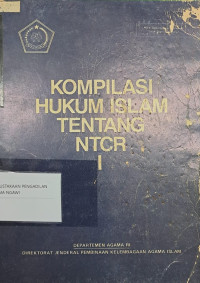 KOMPILASI
HUKUM ISLAM
TENTANG
NTCR
I
DEPARTEMEN AGAMA RI
DIREKTORAT JENDERAL PEMBINAAN KELEMBAGAAN AGAMA ISLAM